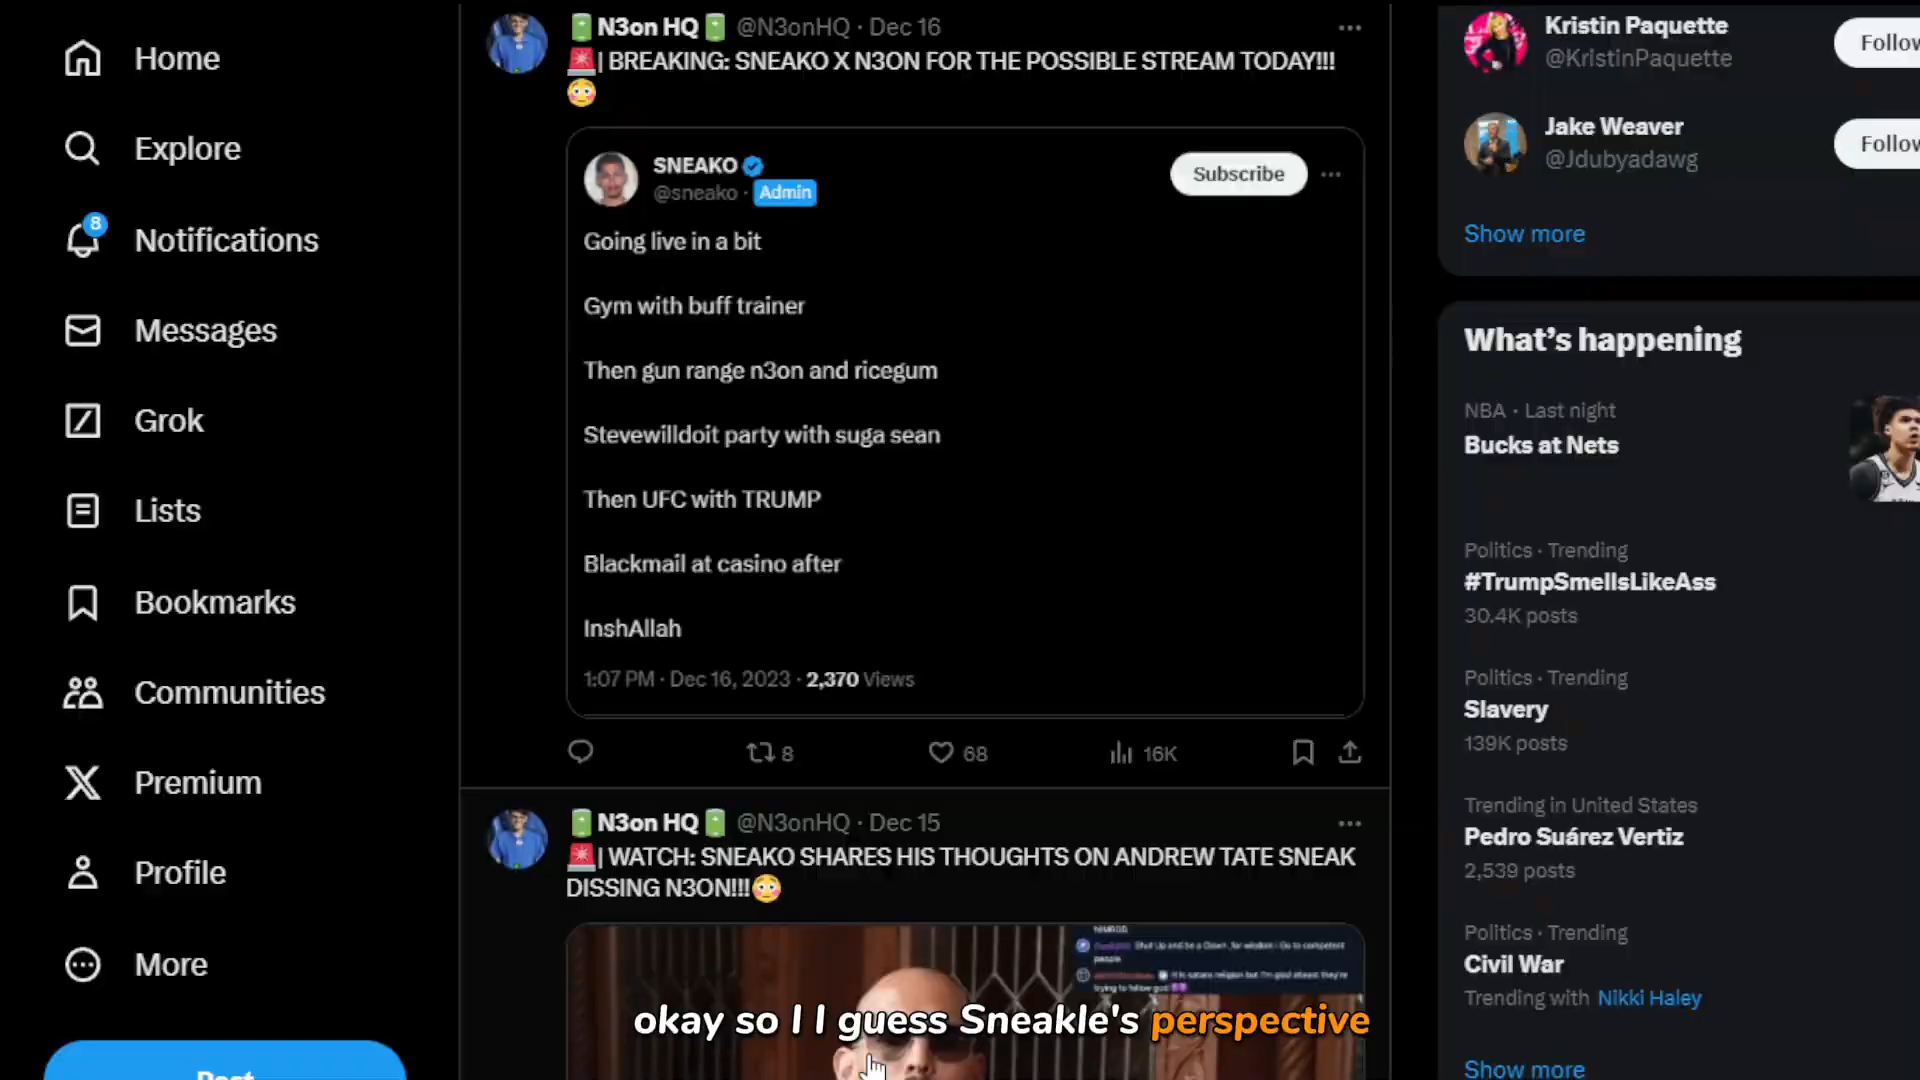 Home
Explore
8
Notifications
Messages
Grok
Lists
Bookmarks
Communities
Premium
Profile
More
Post
N3on HQ @N3onHQ · Dec 16
| BREAKING: SNEAKO X N3ON FOR THE POSSIBLE STREAM TODAY!!!
SNEAKO
@sneako · Admin
Subscribe
Going live in a bit
Gym with buff trainer
Then gun range n3on and ricegum
Stevewilldoit party with suga sean
Then UFC with TRUMP
Blackmail at casino after
InshAllah
1:07 PM · Dec 16, 2023 · 2,370 Views
8
68
16K
N3on HQ @N3onHQ · Dec 15
| WATCH: SNEAKO SHARES HIS THOUGHTS ON ANDREW TATE SNEAK
DISSING N3ON!!!
okay so I I guess Sneakle's perspective
Kristin Paquette
@KristinPaquette
Follow
Jake Weaver
@Jdubyadawg
Follow
Show more
What's happening
NBA · Last night
Bucks at Nets
Politics · Trending
#TrumpSmellsLikeAss
30.4K posts
Politics · Trending
Slavery
139K posts
Trending in United States
Pedro Suárez Vertiz
2,539 posts
Politics · Trending
Civil War
Trending with Nikki Haley
Show more